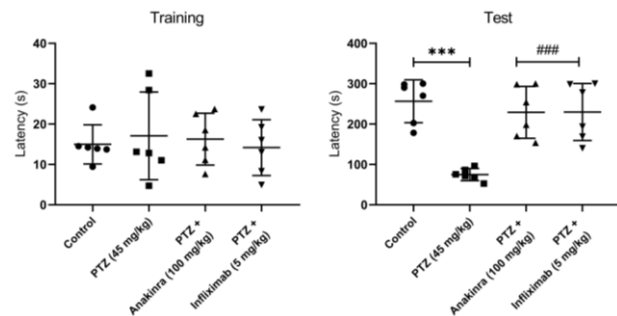 Training
Latency (s)
40
30
20
10
0
Control
PTZ (45 mg/kg)
PTZ +
Anakinra (100 mg/kg)
PTZ +
Infliximab (5 mg/kg)
Test
Latency (s)
400
300
200
100
0
***
###
Control
PTZ (45 mg/kg)
PTZ +
Anakinra (100 mg/kg)
PTZ +
Infliximab (5 mg/kg)